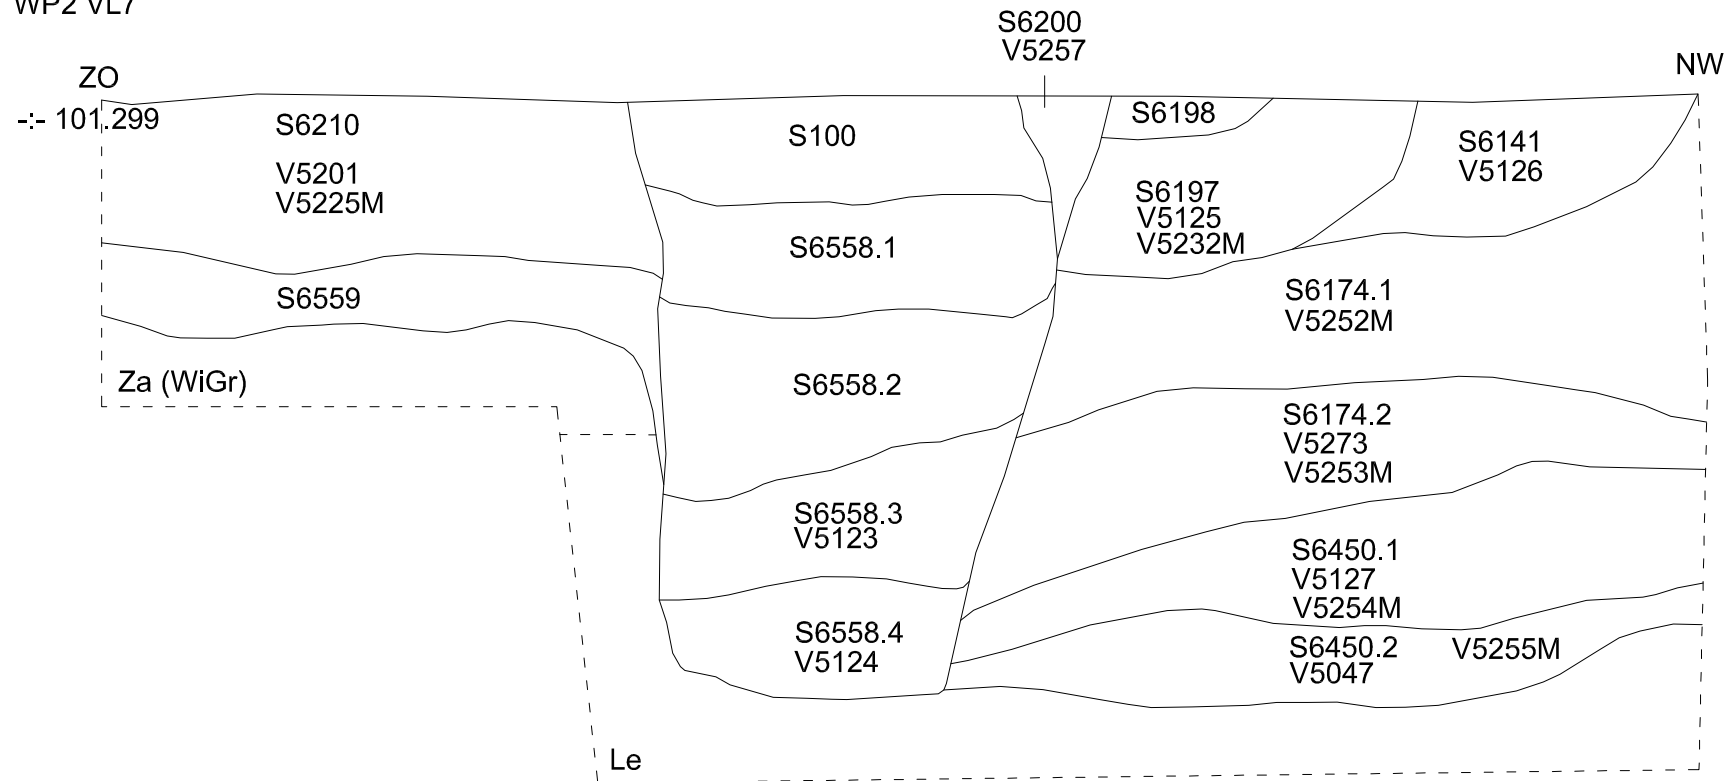 WP2 VL7
S6200
V5257
ZO
NW
-:- 101.299
S6210
V5201
V5225M
S100
S6198
S6141
V5126
S6197
V5125
V5232M
S6558.1
S6559
S6174.1
V5252M
Za (WiGr)
S6558.2
S6174.2
V5273
V5253M
S6558.3
V5123
S6450.1
V5127
V5254M
S6558.4
V5124
S6450.2
V5047
V5255M
Le